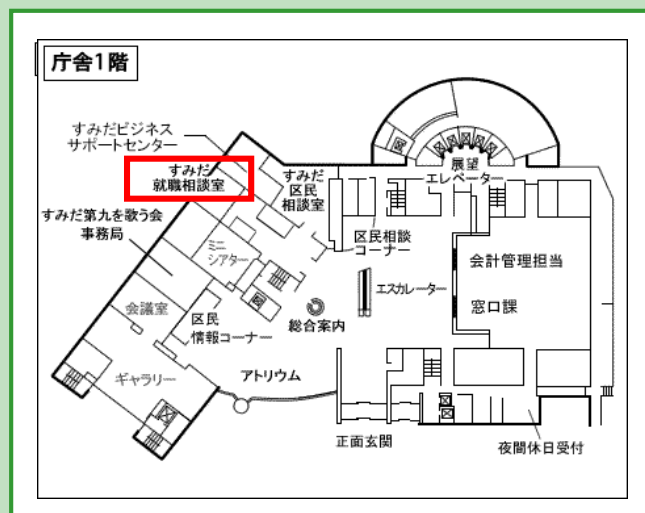 庁舎1階
すみだビジネス
サポートセンター
すみだ
就職相談室
すみだ
区民
相談室
展望
エレベーター
すみだ第九を歌う会
事務局
ミニ
シアター
区民相談
コーナー
会計管理担当
エスカレーター
窓口課
会議室
区民
情報コーナー
総合案内
ギャラリー
アトリウム
正面玄関
夜間休日受付